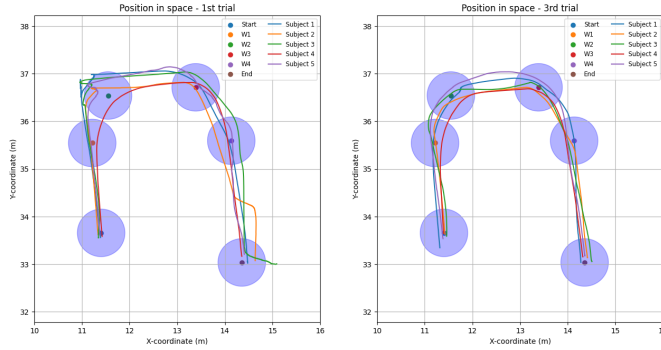 Position in space - 1st trial
Start
W1
W2
W3
W4
End
Subject 1
Subject 2
Subject 3
Subject 4
Subject 5
38
37
36
35
34
33
32
Y-coordinate (m)
10
11
12
13
14
15
16
X-coordinate (m)
Position in space - 3rd trial
Start
W1
W2
W3
W4
End
Subject 1
Subject 2
Subject 3
Subject 4
Subject 5
38
37
36
35
34
33
32
Y-coordinate (m)
10
11
12
13
14
15
16
X-coordinate (m)